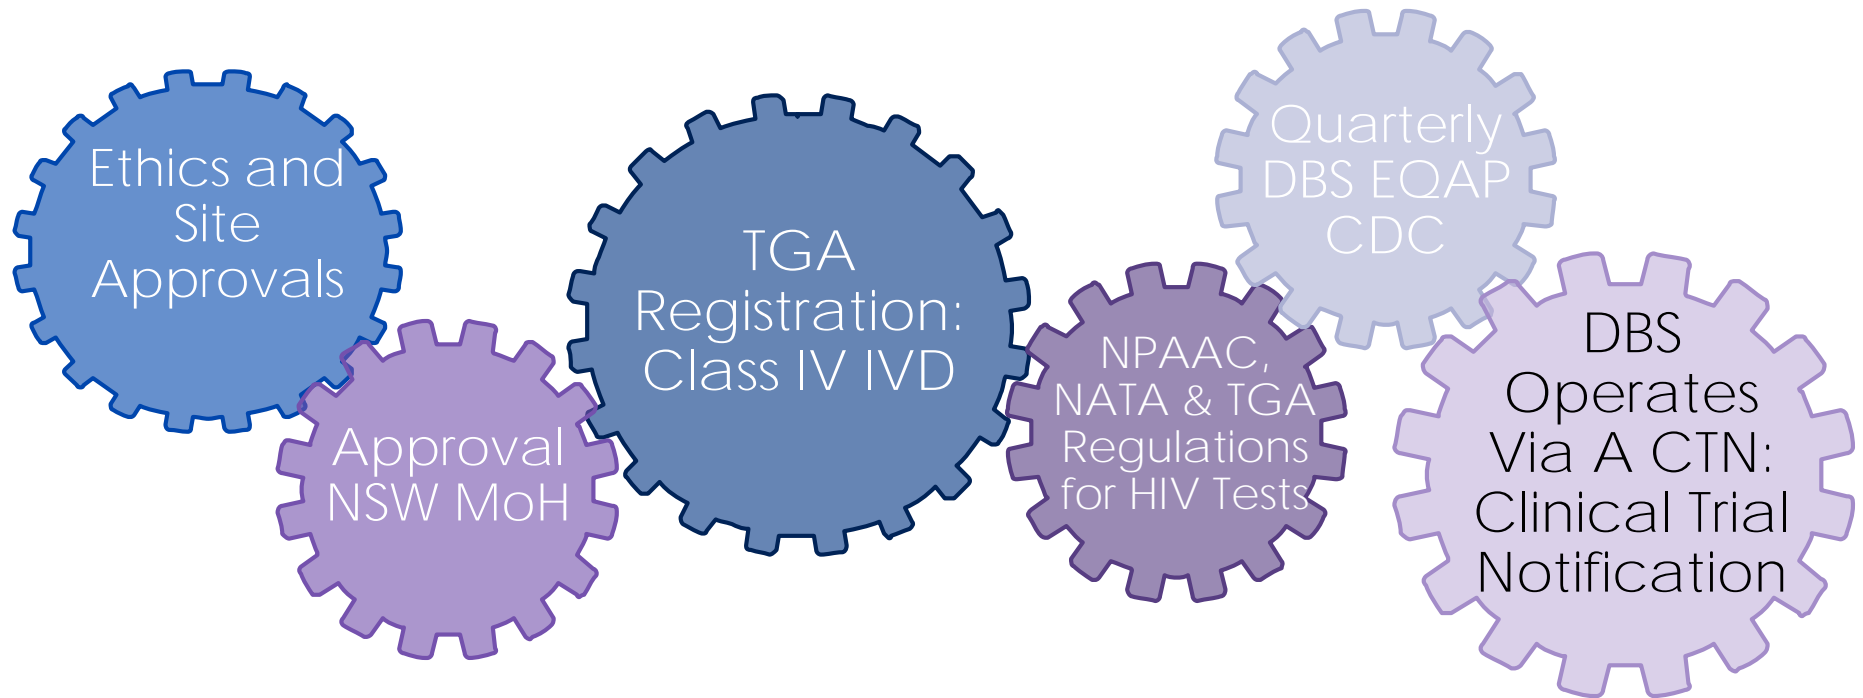 Ethics and
Site
Approvals
Approval
NSW MoH
TGA
Registration:
Class IV IVD
NPAAC,
NATA & TGA
Regulations
for HIV Tests
Quarterly
DBS EQAP
CDC
DBS
Operates
Via A CTN:
Clinical Trial
Notification